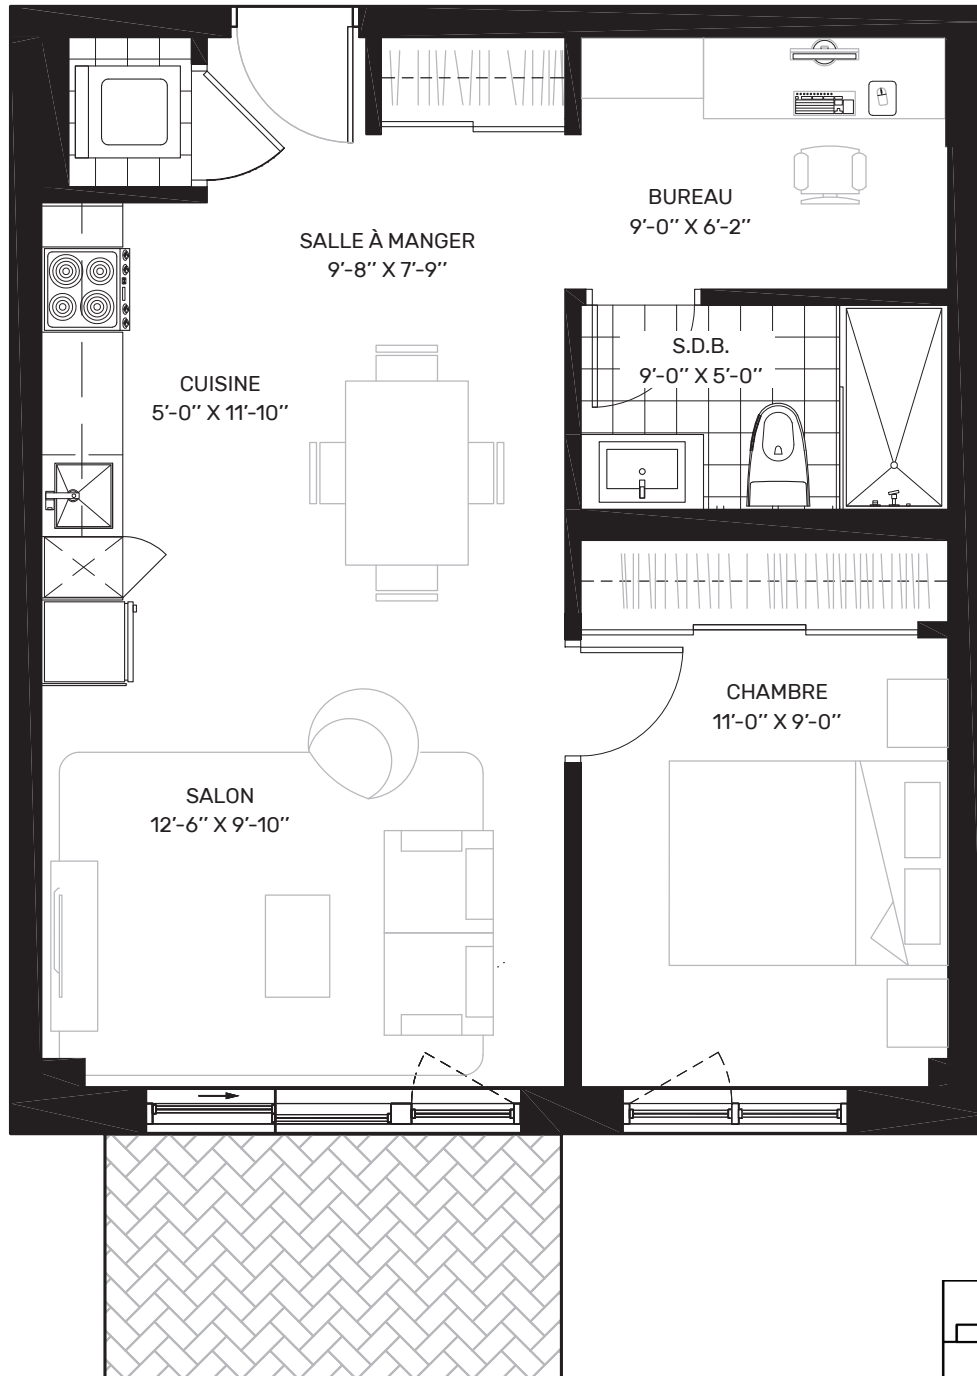 BUREAU
9'-0'' X 6'-2''
SALLE À MANGER
9'-8'' X 7'-9''
S.D.B.
9'-0'' X 5'-0''
CUISINE
5'-0'' X 11'-10''
CHAMBRE
11'-0'' X 9'-0''
SALON
12'-6'' X 9'-10''